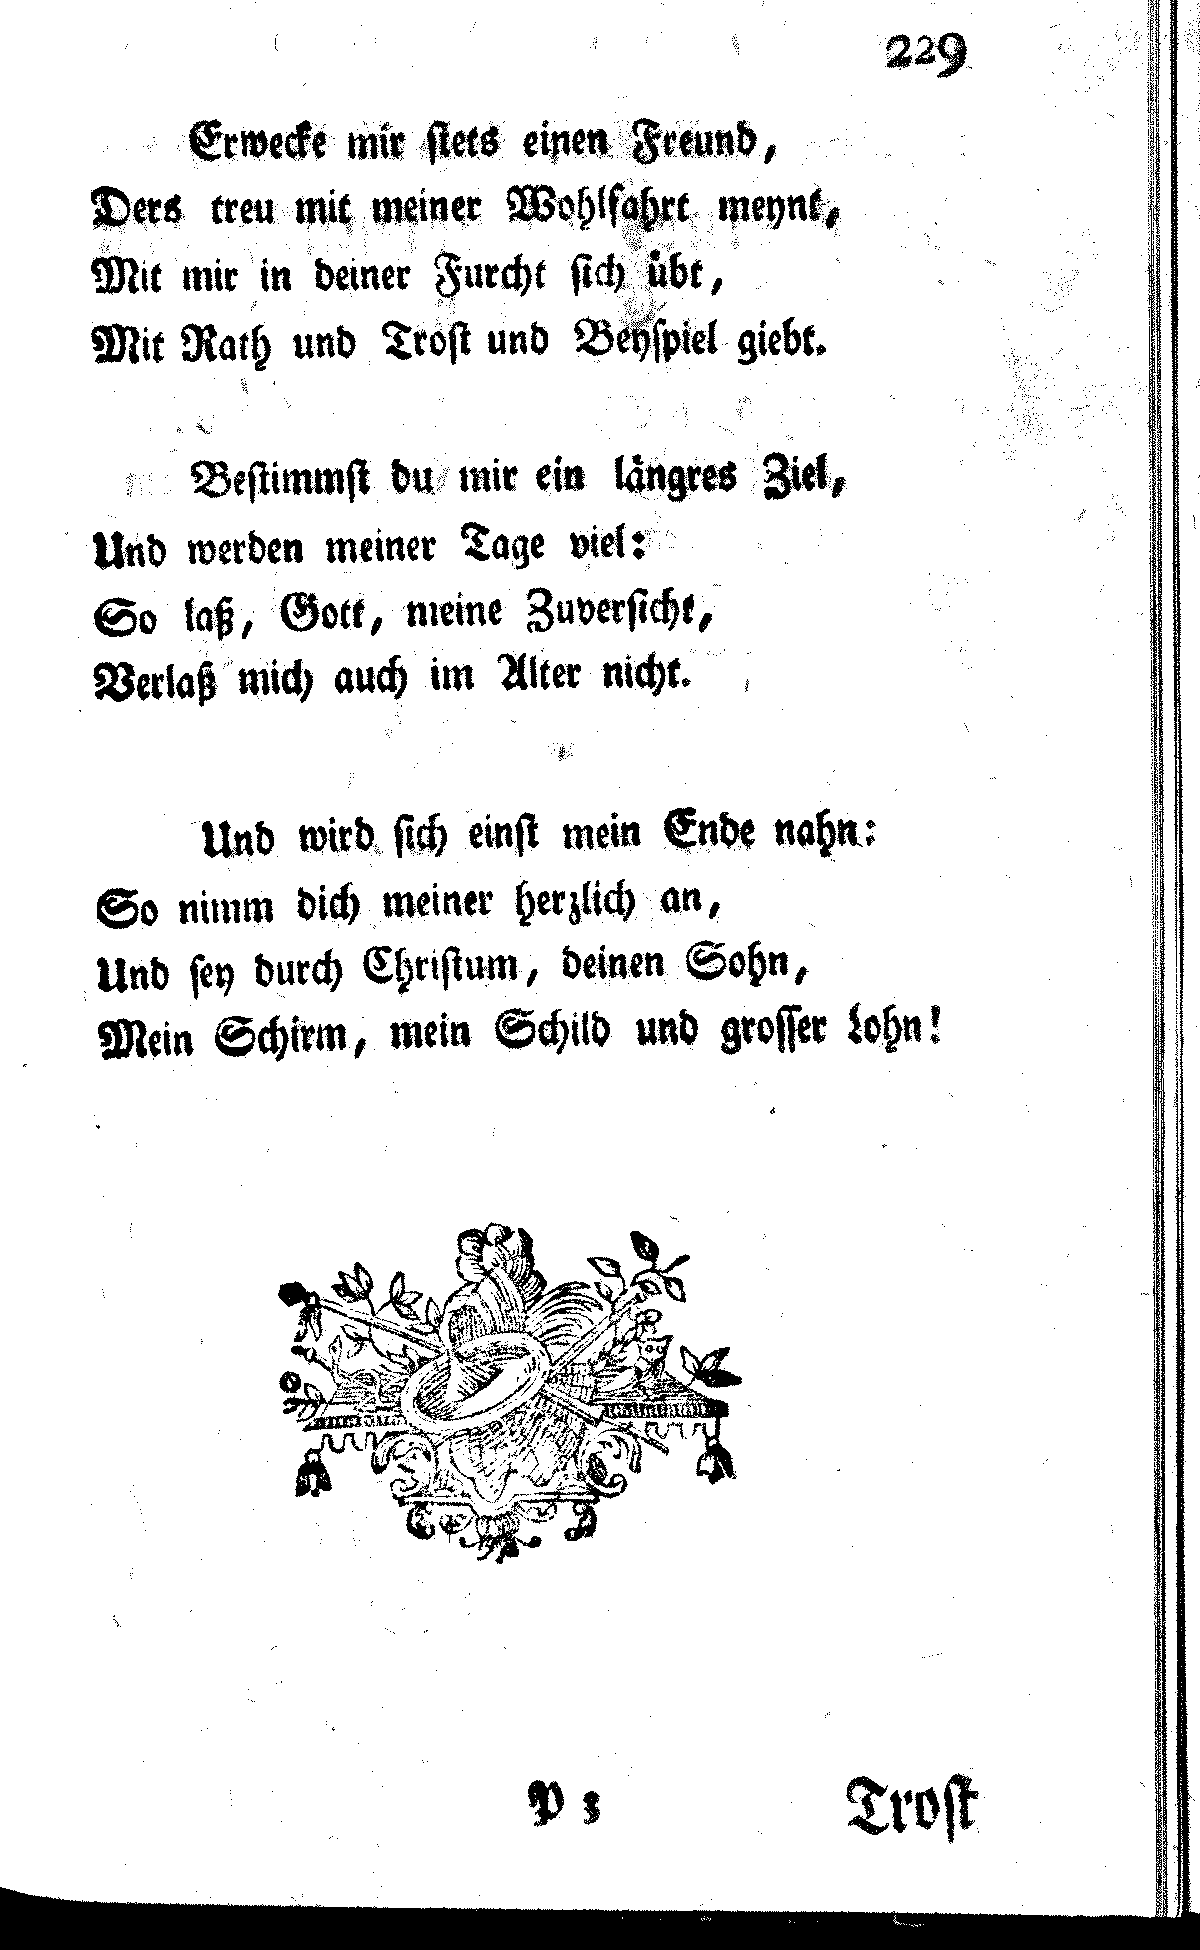 229
Erwecke mir ſtets einen Freund,
Ders treu mit meiner Wohlfahrt meynt,
Mit mir in deiner Furcht ſich übt,
Mit Rath und Troſt und Beyſpiel giebt.
Beſtimmſt du mir ein längres Ziel,
Und werden meiner Tage viel:
So laß, Gott, meine Zuverſicht,
Verlaß mich auch im Alter nicht.
Und wird ſich einſt mein Ende nahn:
So nimm dich meiner herzlich an,
Und ſey durch Chriſtum, deinen Sohn,
Mein Schirm, mein Schild und groſſer Lohn!
P 3 Troſt